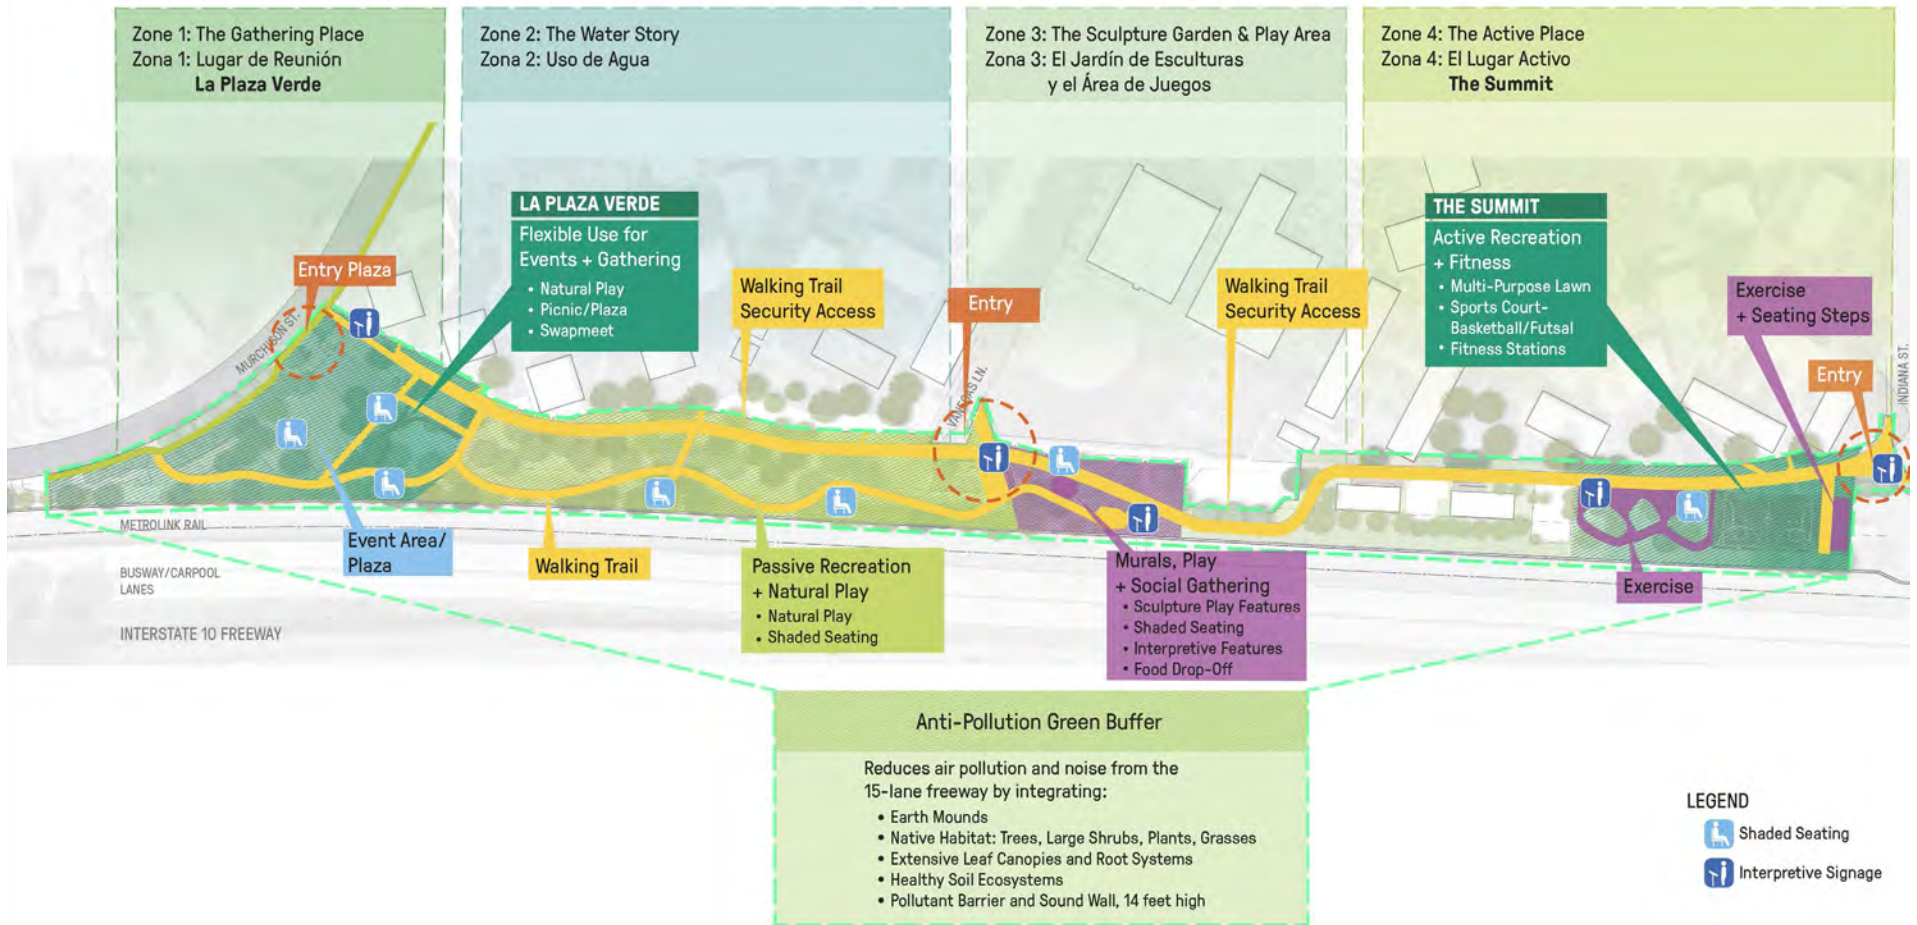 Zone 1: The Gathering Place
Zona 1: Lugar de Reunión
La Plaza Verde
Zone 2: The Water Story
Zona 2: Uso de Agua
Zone 3: The Sculpture Garden & Play Area
Zona 3: El Jardín de Esculturas
y el Área de Juegos
Zone 4: The Active Place
Zona 4: El Lugar Activo
The Summit
LA PLAZA VERDE
Flexible Use for
Events + Gathering
• Natural Play
• Picnic/Plaza
• Swapmeet
THE SUMMIT
Active Recreation
+ Fitness
• Multi-Purpose Lawn
• Sports Court-
Basketball/Futsal
• Fitness Stations
Entry Plaza
Walking Trail
Security Access
Entry
Walking Trail
Security Access
Exercise
+ Seating Steps
Entry
MURCHISON ST.
VANEGAS LN.
INDIANA ST.
METROLINK RAIL
BUSWAY/CARPOOL
LANES
INTERSTATE 10 FREEWAY
Event Area/
Plaza
Walking Trail
Passive Recreation
+ Natural Play
• Natural Play
• Shaded Seating
Murals, Play
+ Social Gathering
• Sculpture Play Features
• Shaded Seating
• Interpretive Features
• Food Drop-Off
Exercise
Anti-Pollution Green Buffer
Reduces air pollution and noise from the
15-lane freeway by integrating:
• Earth Mounds
• Native Habitat: Trees, Large Shrubs, Plants, Grasses
• Extensive Leaf Canopies and Root Systems
• Healthy Soil Ecosystems
• Pollutant Barrier and Sound Wall, 14 feet high
LEGEND
Shaded Seating
Interpretive Signage